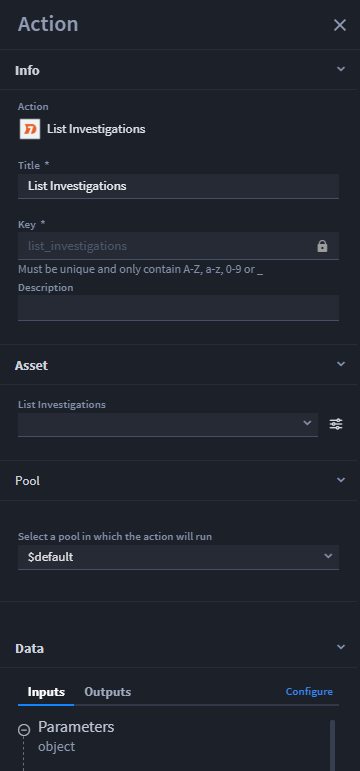 Action
Info
Action
List Investigations
Title *
List Investigations
Key *
list_investigations
Must be unique and only contain A-Z, a-z, 0-9 or _
Description
Asset
List Investigations
Pool
Select a pool in which the action will run
$default
Data
Inputs Outputs Configure
Parameters
object